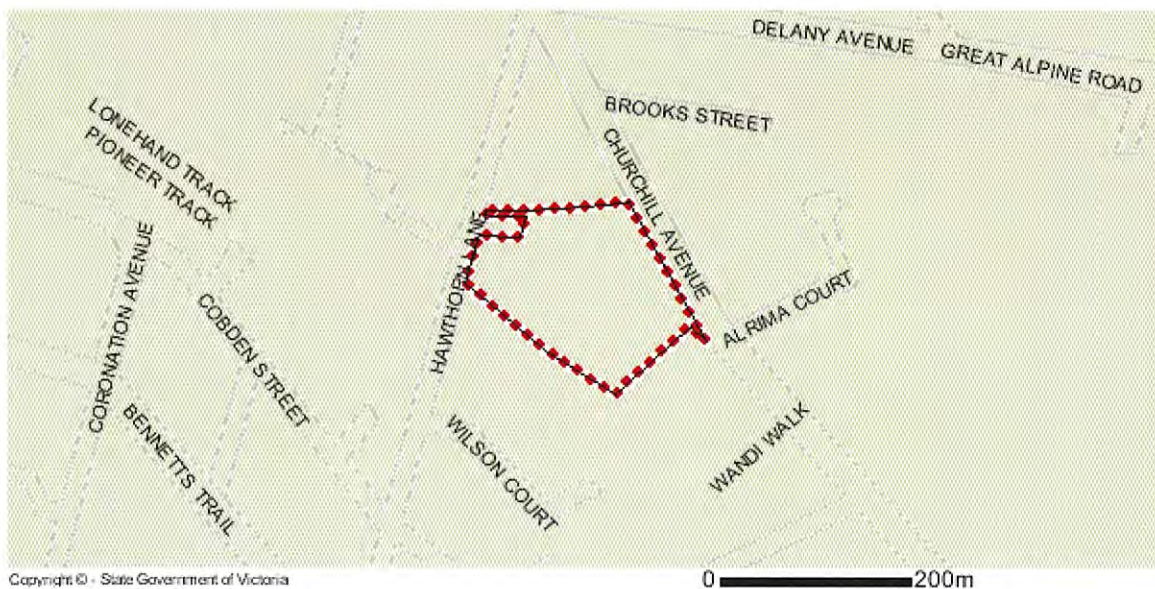 DELANY AVENUE
GREAT ALPINE ROAD
BROOKS STREET
LONEHAND TRACK
PIONEER TRACK
CHURCHILL AVENUE
HAWTHORN LANE
CORONATION AVENUE
COBDEN STREET
ALRIMA COURT
BENNETTS TRAIL
WILSON COURT
WANDI WALK
Copyright © - State Government of Victoria
0 200m